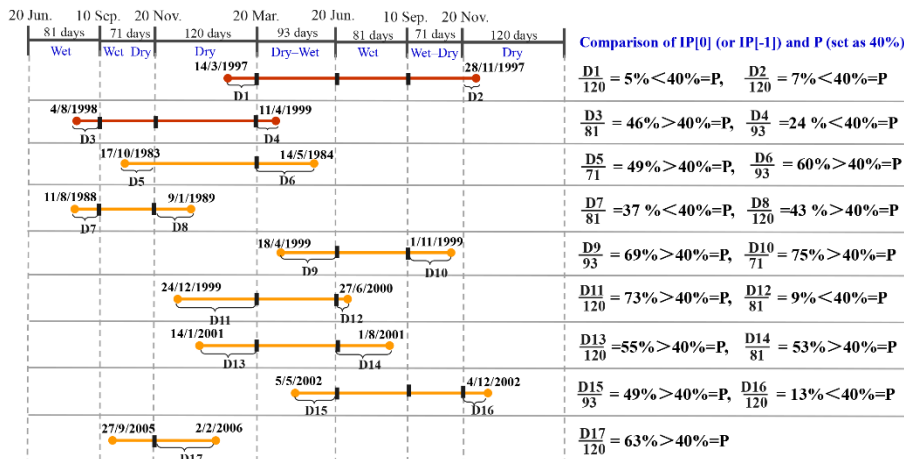 20 Jun. 10 Sep. 20 Nov. 20 Mar. 20 Jun. 10 Sep. 20 Nov.
81 days 71 days 120 days 93 days 81 days 71 days 120 days
Wet Wet Dry Dry Dry–Wet Wet Wet–Dry Dry
Comparison of IP[0] (or IP[-1]) and P (set as 40%)
14/3/1997 28/11/1997
D1 D2
D1/120 = 5%<40%=P, D2/120 = 7%<40%=P
4/8/1998 11/4/1999
D3 D4
D3/81 = 46%>40%=P, D4/93 =24 %<40%=P
17/10/1983 14/5/1984
D5 D6
D5/71 = 49%>40%=P, D6/93 = 60%>40%=P
11/8/1988 9/1/1989
D7 D8
D7/81 =37 %<40%=P, D8/120 =43 %>40%=P
18/4/1999 1/11/1999
D9 D10
D9/93 = 69%>40%=P, D10/71 = 75%>40%=P
24/12/1999 27/6/2000
D11 D12
D11/120 = 73%>40%=P, D12/81 = 9%<40%=P
14/1/2001 1/8/2001
D13 D14
D13/120 =55%>40%=P, D14/81 = 53%>40%=P
5/5/2002 4/12/2002
D15 D16
D15/93 = 49%>40%=P, D16/120 = 13%<40%=P
27/9/2005 2/2/2006
D17
D17/120 = 63%>40%=P